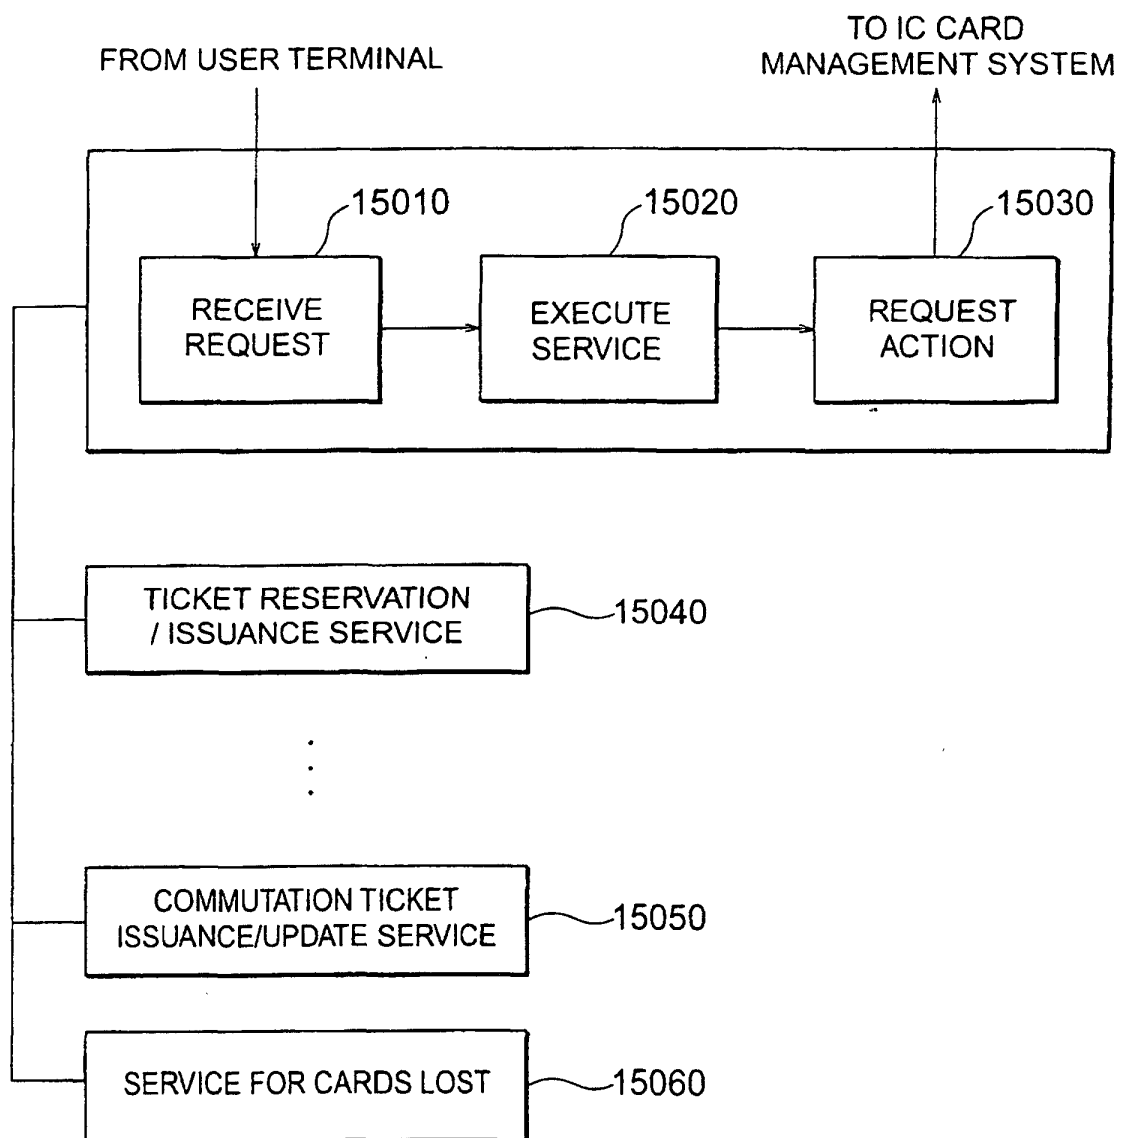 FROM USER TERMINAL
TO IC CARD
MANAGEMENT SYSTEM
15010
15020
15030
RECEIVE
REQUEST
EXECUTE
SERVICE
REQUEST
ACTION
TICKET RESERVATION
/ ISSUANCE SERVICE
15040
COMMUTATION TICKET
ISSUANCE/UPDATE SERVICE
15050
SERVICE FOR CARDS LOST
15060